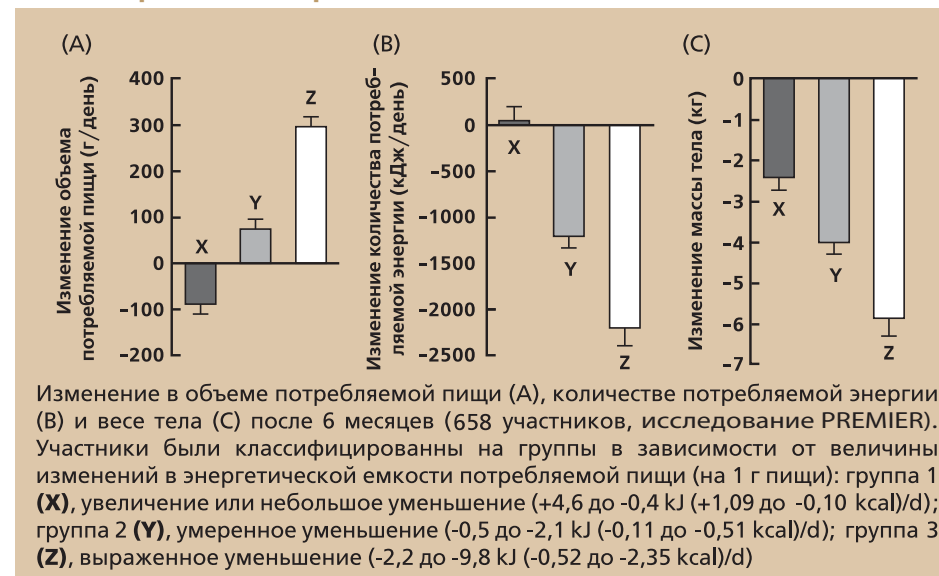 (A)
Изменение объема
потребляемой пищи (г/день)
400
300
200
100
0
-100
-200
X
Y
Z
(B)
Изменение количества потреб-
ляемой энергии (кДж/день)
500
0
-500
-1000
-1500
-2000
-2500
X
Y
Z
(C)
Изменение массы тела (кг)
0
-1
-2
-3
-4
-5
-6
-7
X
Y
Z
Изменение в объеме потребляемой пищи (A), количестве потребляемой энергии
(B) и весе тела (C) после 6 месяцев (658 участников, исследование PREMIER).
Участники были классифицированны на группы в зависимости от величины
изменений в энергетической емкости потребляемой пищи (на 1 г пищи): группа 1
(X), увеличение или небольшое уменьшение (+4,6 до -0,4 kJ (+1,09 до -0,10 kcal)/d);
группа 2 (Y), умеренное уменьшение (-0,5 до -2,1 kJ (-0,11 до -0,51 kcal)/d); группа 3
(Z), выраженное уменьшение (-2,2 до -9,8 kJ (-0,52 до -2,35 kcal)/d)